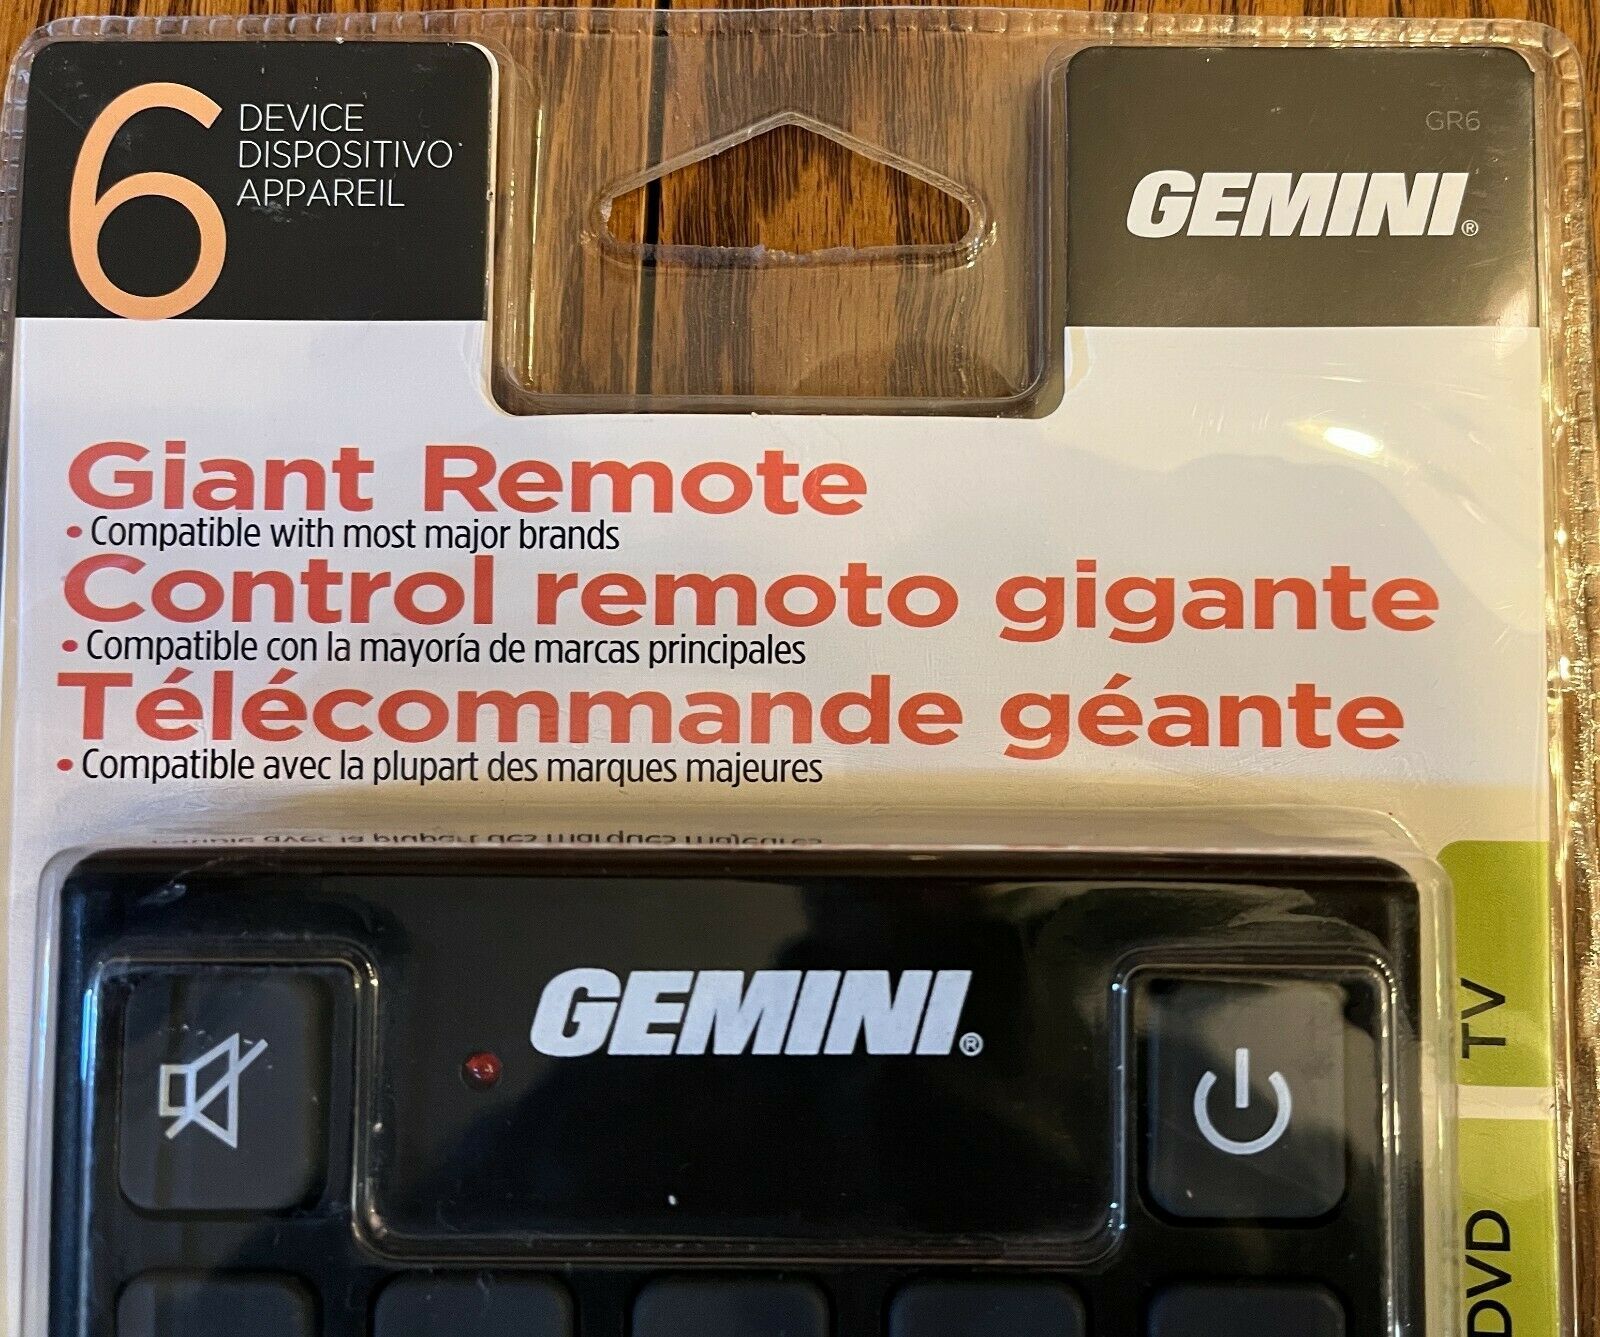 6
DEVICE
DISPOSITIVO
APPAREIL
GR6
GEMINI®
Giant Remote
• Compatible with most major brands
Control remoto gigante
• Compatible con la mayoría de marcas principales
Télécommande géante
• Compatible avec la plupart des marques majeures
GEMINI®
TV
DVD